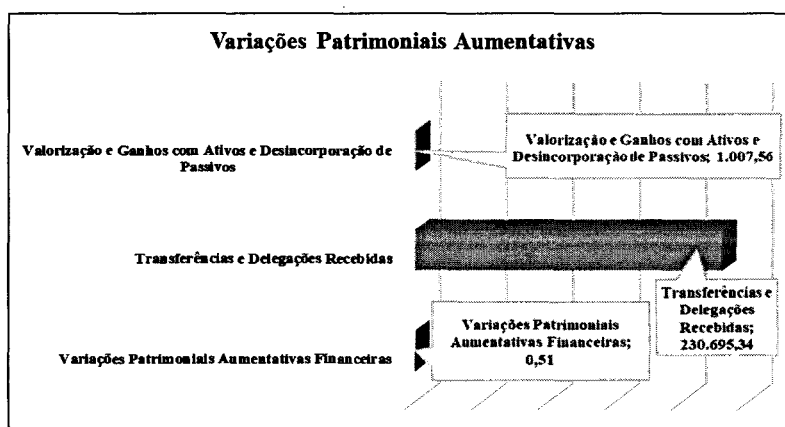 Variações Patrimoniais Aumentativas
Valorização e Ganhos com Ativos e Desincorporação de
Passivos
Valorização e Ganhos com Ativos e
Desincorporação de Passivos; 1.007,56
Transferências e Delegações Recebidas
Transferências e
Delegações
Recebidas;
230.695,34
Variações Patrimoniais Aumentativas Financeiras
Variações Patrimoniais
Aumentativas Financeiras;
0,51